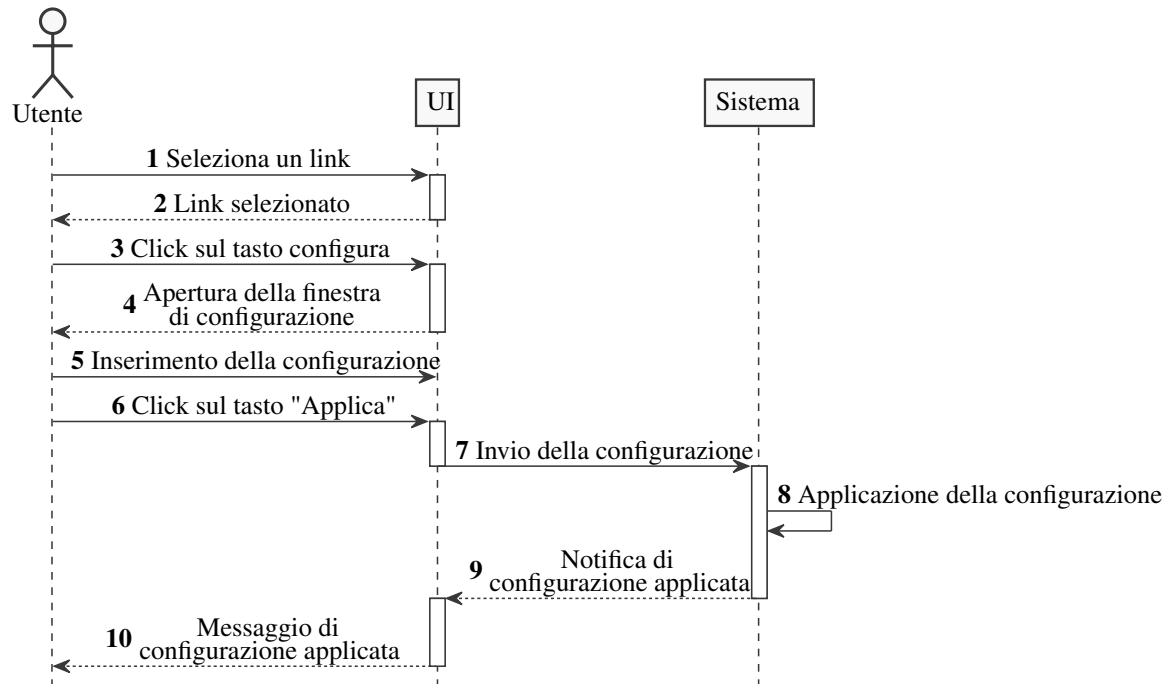 Utente
UI
Sistema
1 Seleziona un link
2 Link selezionato
3 Click sul tasto configura
4 Apertura della finestra
di configurazione
5 Inserimento della configurazione
6 Click sul tasto "Applica"
7 Invio della configurazione
8 Applicazione della configurazione
9 Notifica di
configurazione applicata
10 Messaggio di
configurazione applicata